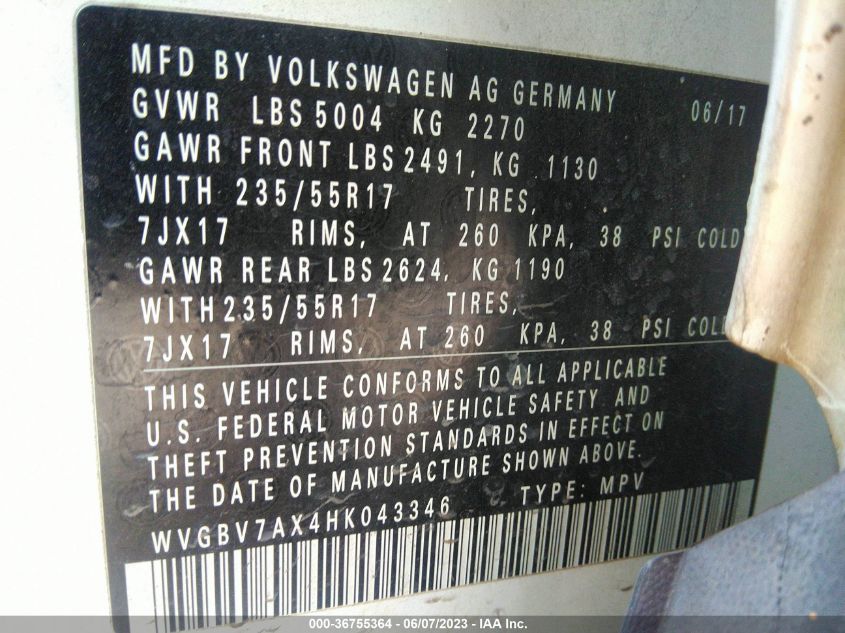 MFD BY VOLKSWAGEN AG GERMANY 06/17
GVWR LBS 5004 KG 2270
GAWR FRONT LBS 2491, KG 1130
WITH 235/55R17 TIRES,
7JX17 RIMS, AT 260 KPA, 38 PSI COLD
GAWR REAR LBS 2624, KG 1190
WITH 235/55R17 TIRES,
7JX17 RIMS, AT 260 KPA, 38 PSI COLD
THIS VEHICLE CONFORMS TO ALL APPLICABLE
U.S. FEDERAL MOTOR VEHICLE SAFETY AND
THEFT PREVENTION STANDARDS IN EFFECT ON
THE DATE OF MANUFACTURE SHOWN ABOVE.
WVGBV7AX4HK043346 TYPE: MPV
000-36755364 - 06/07/2023 - IAA Inc.